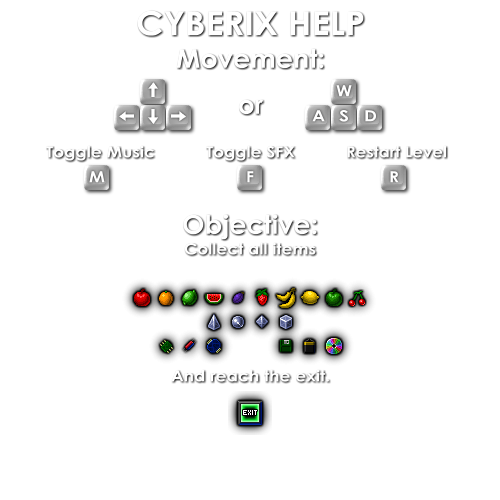 CYBERIX HELP
Movement:
↑ W
← ↓ → or A S D
Toggle Music Toggle SFX Restart Level
M F R
Objective:
Collect all items
And reach the exit.
EXIT